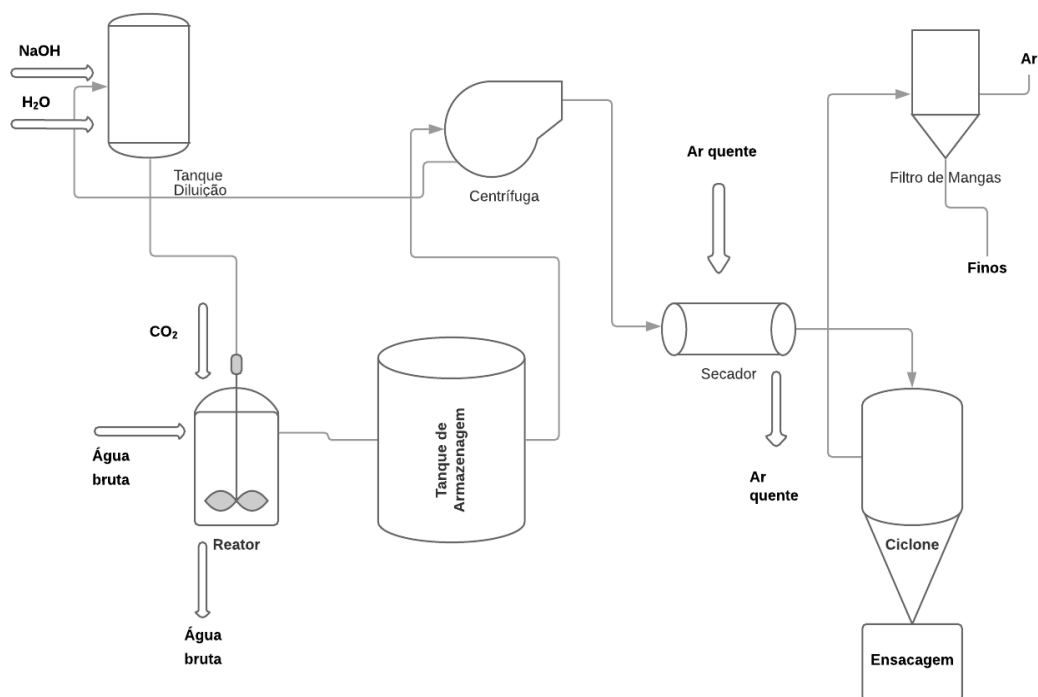 NaOH
H₂O
Tanque
Diluição
Centrífuga
Ar quente
Ar
Filtro de Mangas
Finos
CO₂
Água
bruta
Reator
Água
bruta
Tanque de
Armazenagem
Secador
Ar
quente
Ciclone
Ensacagem